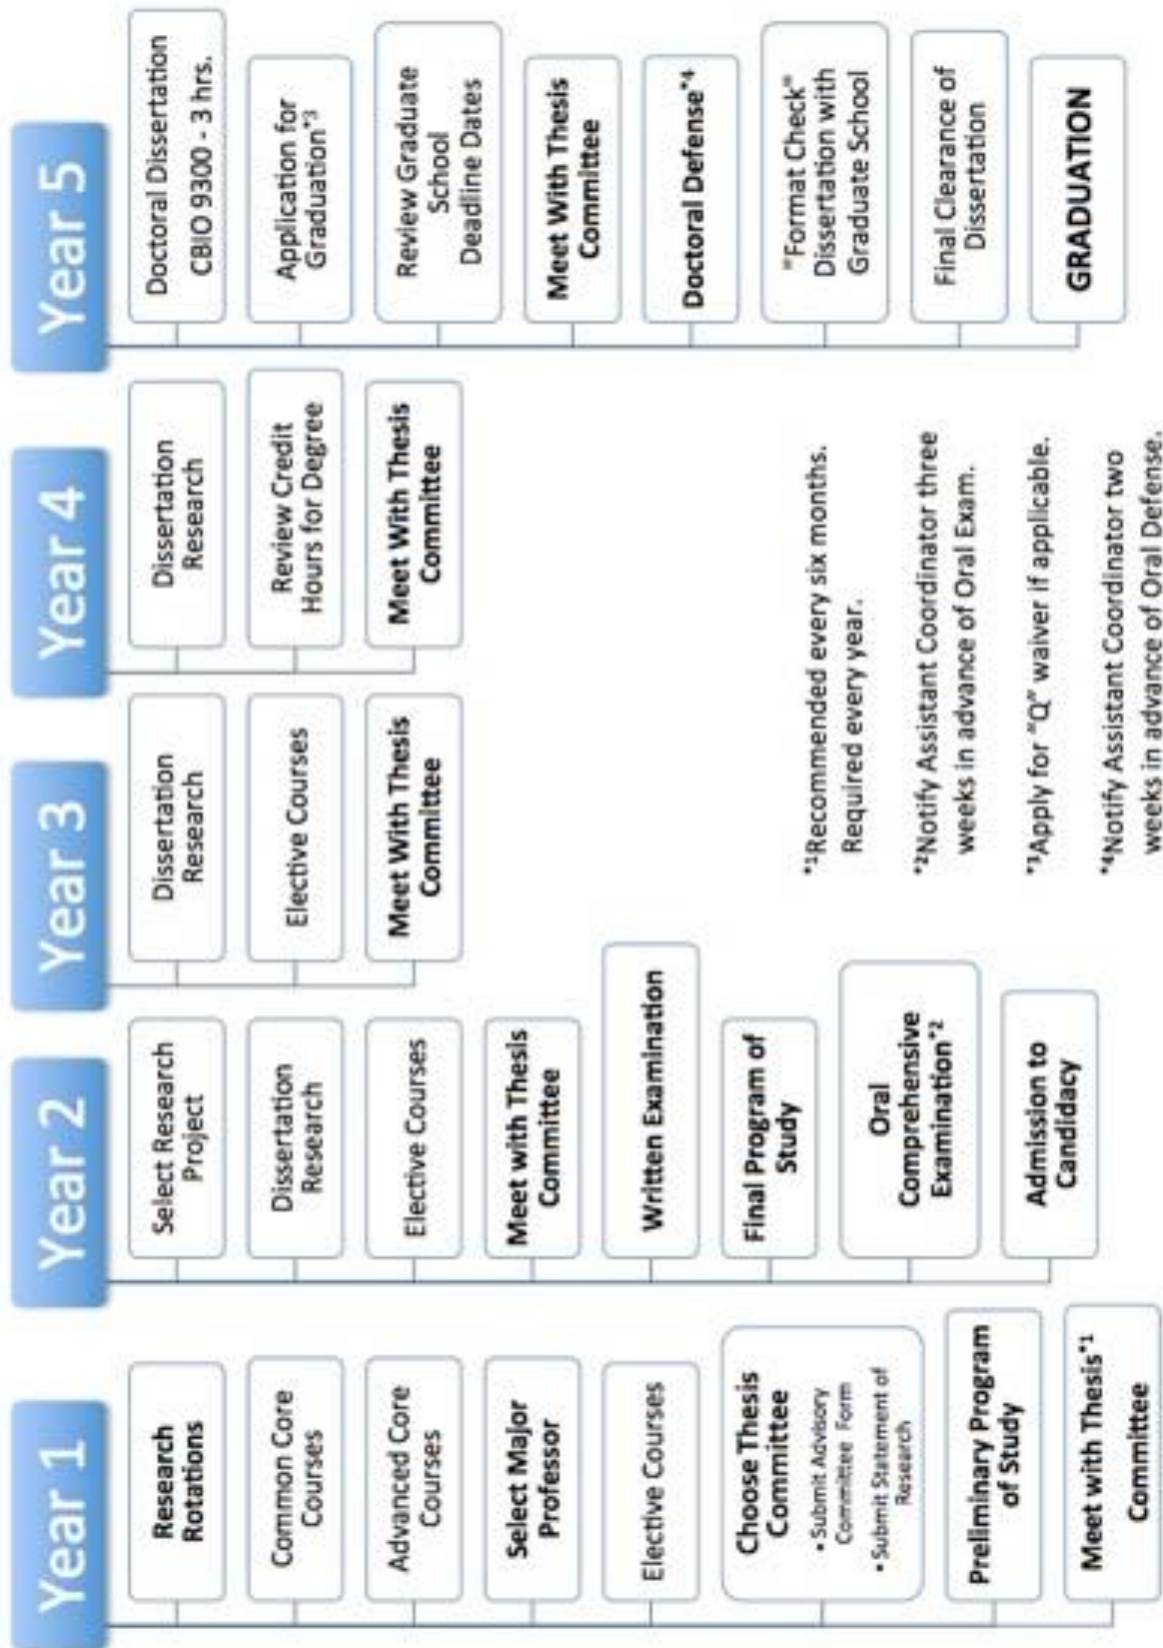 Year 1
Research
Rotations
Common Core
Courses
Advanced Core
Courses
Select Major
Professor
Elective Courses
Choose Thesis
Committee
• Submit Advisory
Committee Form
• Submit Statement of
Research
Preliminary Program
of Study
Meet with Thesis*1
Committee
Year 2
Select Research
Project
Dissertation
Research
Elective Courses
Meet with Thesis
Committee
Written Examination
Final Program of
Study
Oral
Comprehensive
Examination*2
Admission to
Candidacy
Year 3
Dissertation
Research
Elective Courses
Meet With Thesis
Committee
Year 4
Dissertation
Research
Review Credit
Hours for Degree
Meet With Thesis
Committee
Year 5
Doctoral Dissertation
CBIO 9300 - 3 hrs.
Application for
Graduation*3
Review Graduate
School
Deadline Dates
Meet With Thesis
Committee
Doctoral Defense*4
"Format Check"
Dissertation with
Graduate School
Final Clearance of
Dissertation
GRADUATION
*1Recommended every six months.
Required every year.
*2Notify Assistant Coordinator three
weeks in advance of Oral Exam.
*3Apply for "Q" waiver if applicable.
*4Notify Assistant Coordinator two
weeks in advance of Oral Defense.